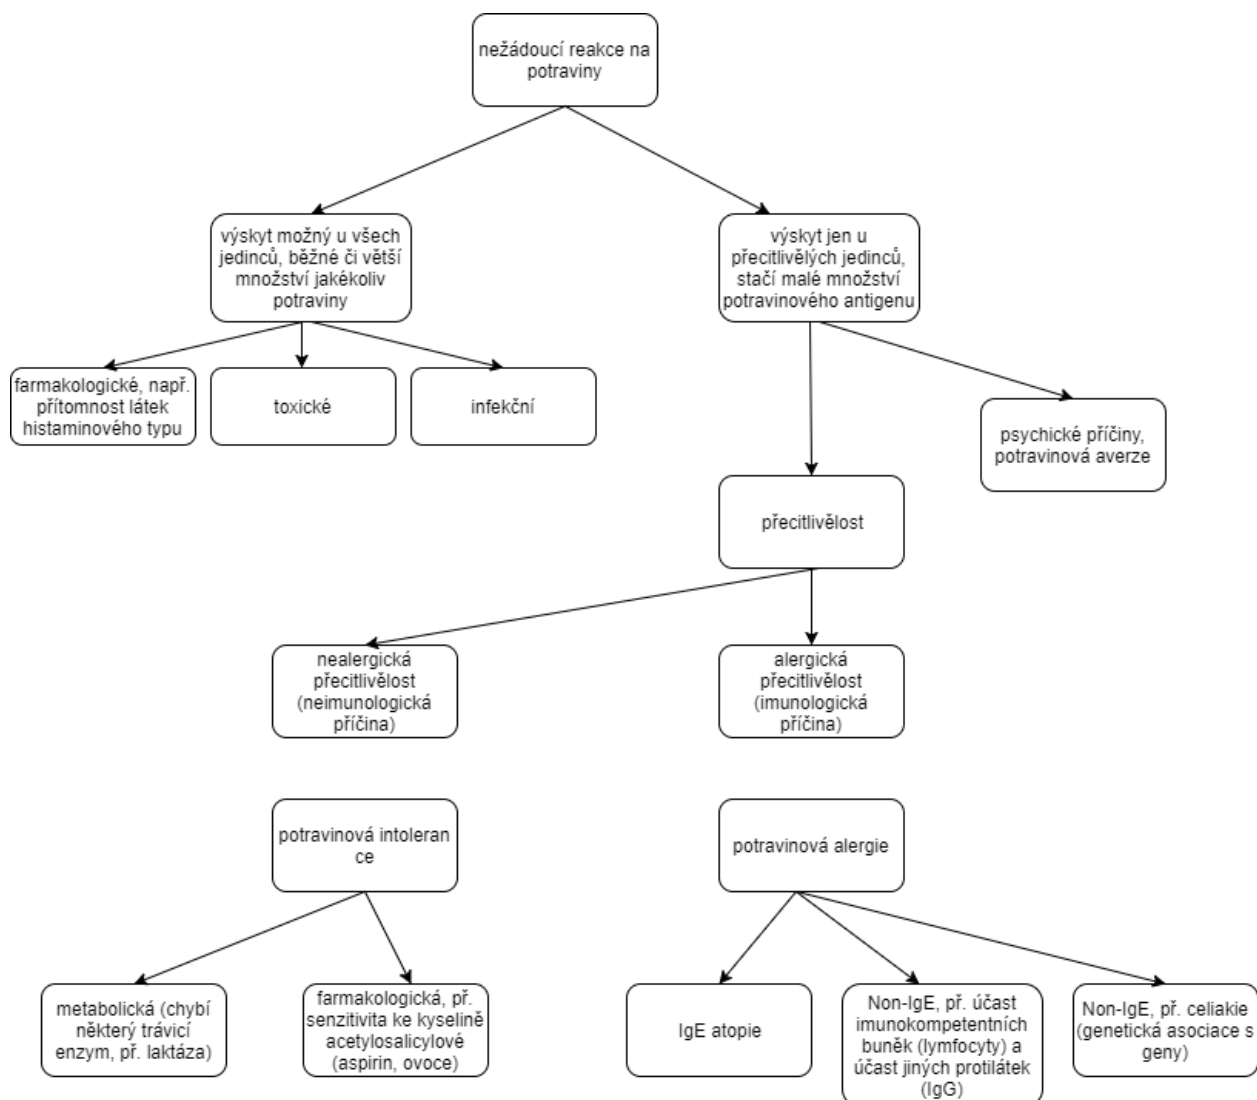 nežádoucí reakce na
potraviny
výskyt možný u všech
jedinců, běžné či větší
množství jakékoliv
potraviny
výskyt jen u
přecitlivělých jedinců,
stačí malé množství
potravinového antigenu
farmakologické, např.
přítomnost látek
histaminového typu
toxické
infekční
psychické příčiny,
potravinová averze
přecitlivělost
nealergická
přecitlivělost
(neimunologická
příčina)
alergická
přecitlivělost
(imunologická
příčina)
potravinová intoleran
ce
potravinová alergie
metabolická (chybí
některý trávicí
enzym, př. laktáza)
farmakologická, př.
senzitivita ke kyselině
acetylosalicylové
(aspirin, ovoce)
IgE atopie
Non-IgE, př. účast
imunokompetentních
buněk (lymfocyty) a
účast jiných protilátek
(IgG)
Non-IgE, př. celiakie
(genetická asociace s
geny)